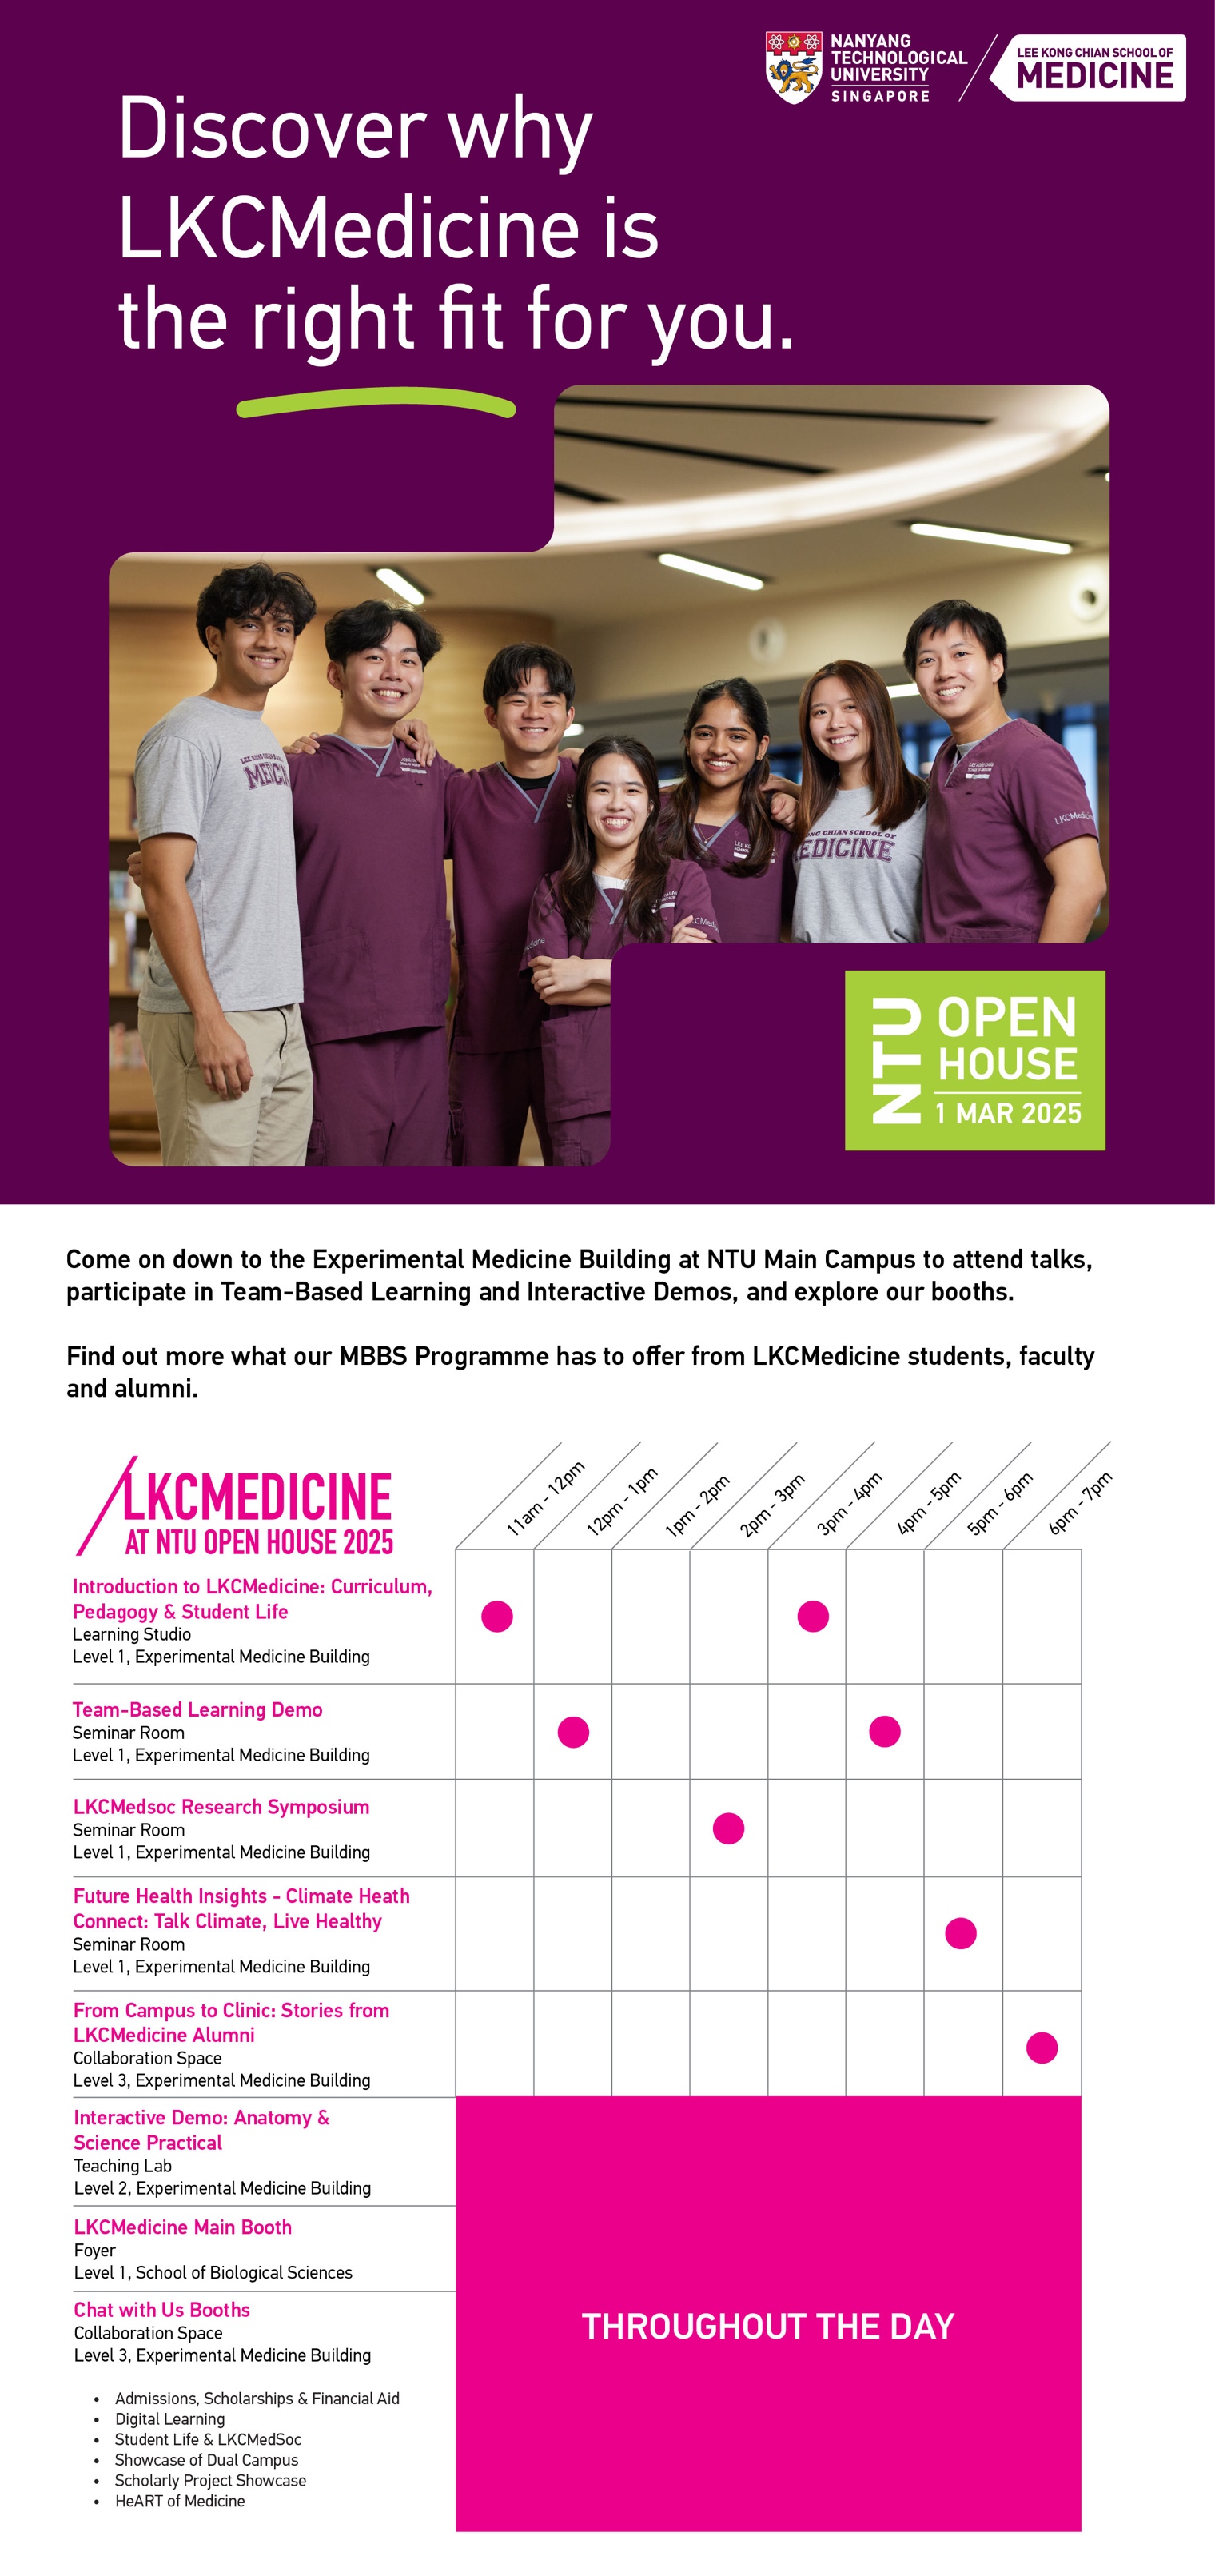 NANYANG
TECHNOLOGICAL
UNIVERSITY
SINGAPORE
LEE KONG CHIAN SCHOOL OF
MEDICINE
Discover why
LKCMedicine is
the right fit for you.
NTU
OPEN
HOUSE
1 MAR 2025
Come on down to the Experimental Medicine Building at NTU Main Campus to attend talks,
participate in Team-Based Learning and Interactive Demos, and explore our booths.
Find out more what our MBBS Programme has to offer from LKCMedicine students, faculty
and alumni.
LKCMEDICINE
AT NTU OPEN HOUSE 2025
11am - 12pm
12pm - 1pm
1pm - 2pm
2pm - 3pm
3pm - 4pm
4pm - 5pm
5pm - 6pm
6pm - 7pm
Introduction to LKCMedicine: Curriculum,
Pedagogy & Student Life
Learning Studio
Level 1, Experimental Medicine Building
Team-Based Learning Demo
Seminar Room
Level 1, Experimental Medicine Building
LKCMedsoc Research Symposium
Seminar Room
Level 1, Experimental Medicine Building
Future Health Insights - Climate Heath
Connect: Talk Climate, Live Healthy
Seminar Room
Level 1, Experimental Medicine Building
From Campus to Clinic: Stories from
LKCMedicine Alumni
Collaboration Space
Level 3, Experimental Medicine Building
Interactive Demo: Anatomy &
Science Practical
Teaching Lab
Level 2, Experimental Medicine Building
LKCMedicine Main Booth
Foyer
Level 1, School of Biological Sciences
Chat with Us Booths
Collaboration Space
Level 3, Experimental Medicine Building
• Admissions, Scholarships & Financial Aid
• Digital Learning
• Student Life & LKCMedSoc
• Showcase of Dual Campus
• Scholarly Project Showcase
• HeART of Medicine
THROUGHOUT THE DAY